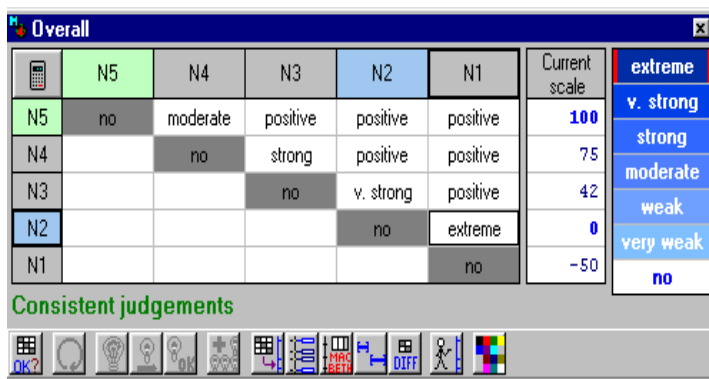 Overall
N5 N4 N3 N2 N1 Current scale extreme
N5 no moderate positive positive positive 100 v. strong
N4 no strong positive positive 75 strong
N3 no v. strong positive 42 moderate
N2 no extreme 0 weak
N1 no -50 very weak
no
Consistent judgements
OK? OK MAC BETH DIFF